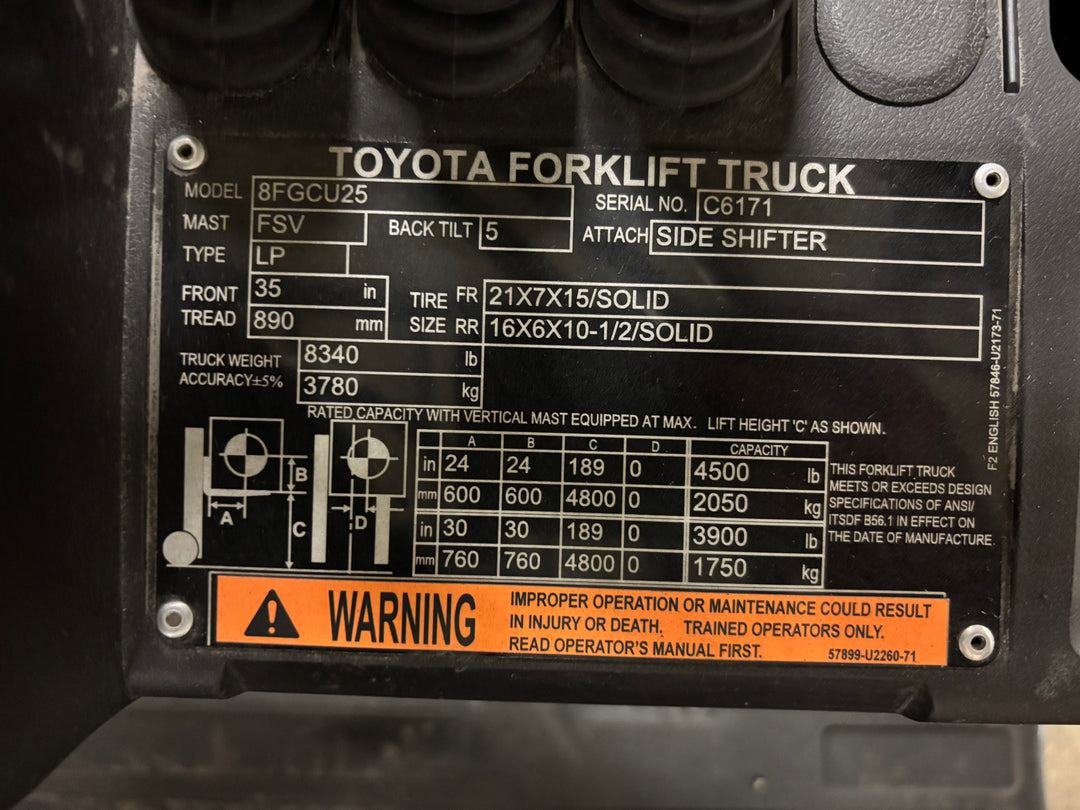 TOYOTA FORKLIFT TRUCK
MODEL 8FGCU25 SERIAL NO. C6171
MAST FSV BACK TILT 5 ATTACH SIDE SHIFTER
TYPE LP
FRONT TREAD 35 in TIRE SIZE FR 21X7X15/SOLID
890 mm RR 16X6X10-1/2/SOLID
TRUCK WEIGHT 8340 lb
ACCURACY±5% 3780 kg
RATED CAPACITY WITH VERTICAL MAST EQUIPPED AT MAX. LIFT HEIGHT 'C' AS SHOWN.
A B C D
A B C D CAPACITY
in 24 24 189 0 4500 lb
mm 600 600 4800 0 2050 kg
in 30 30 189 0 3900 lb
mm 760 760 4800 0 1750 kg
THIS FORKLIFT TRUCK
MEETS OR EXCEEDS DESIGN
SPECIFICATIONS OF ANSI/
ITSDF B56.1 IN EFFECT ON
THE DATE OF MANUFACTURE.
F2 ENGLISH 57846-U2173-71
WARNING
IMPROPER OPERATION OR MAINTENANCE COULD RESULT
IN INJURY OR DEATH. TRAINED OPERATORS ONLY.
READ OPERATOR'S MANUAL FIRST. 57899-U2260-71